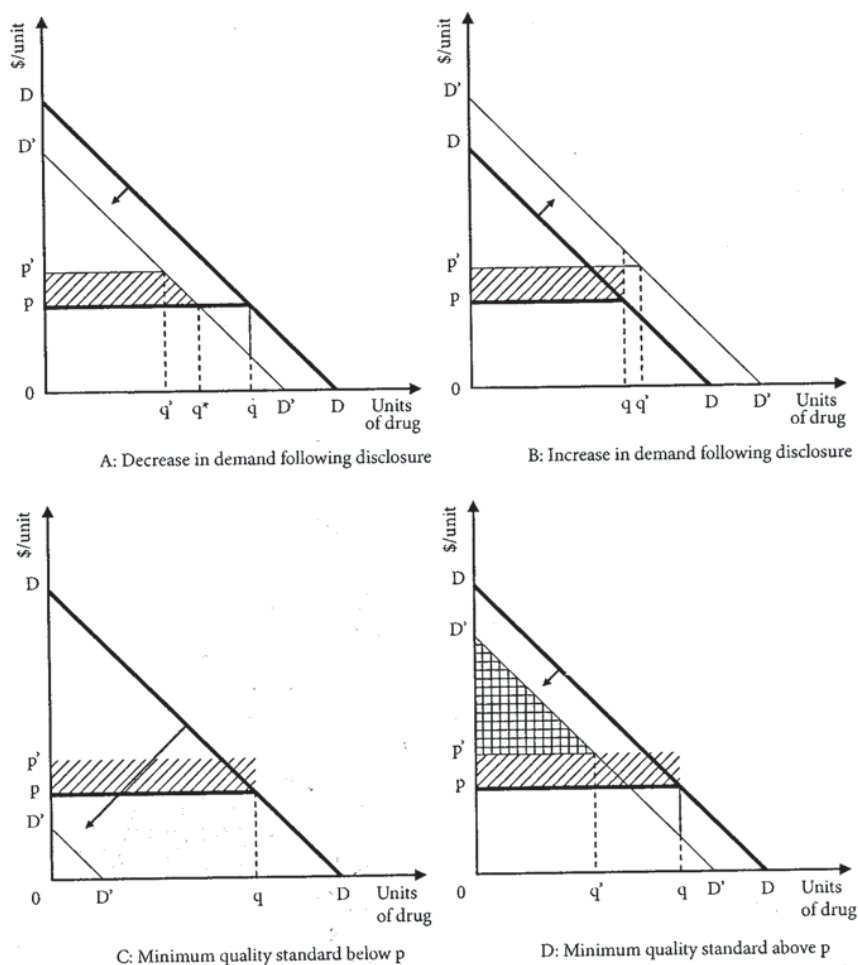 $/unit
D
D'
p'
p
0
q' q* q D' D Units
of drug
A: Decrease in demand following disclosure
$/unit
D'
D
p'
p
0
q q' D D' Units
of drug
B: Increase in demand following disclosure
$/unit
D
p'
p
D'
0
D' q D Units
of drug
C: Minimum quality standard below p
$/unit
D
D'
p'
p
0
q' q D' D Units
of drug
D: Minimum quality standard above p